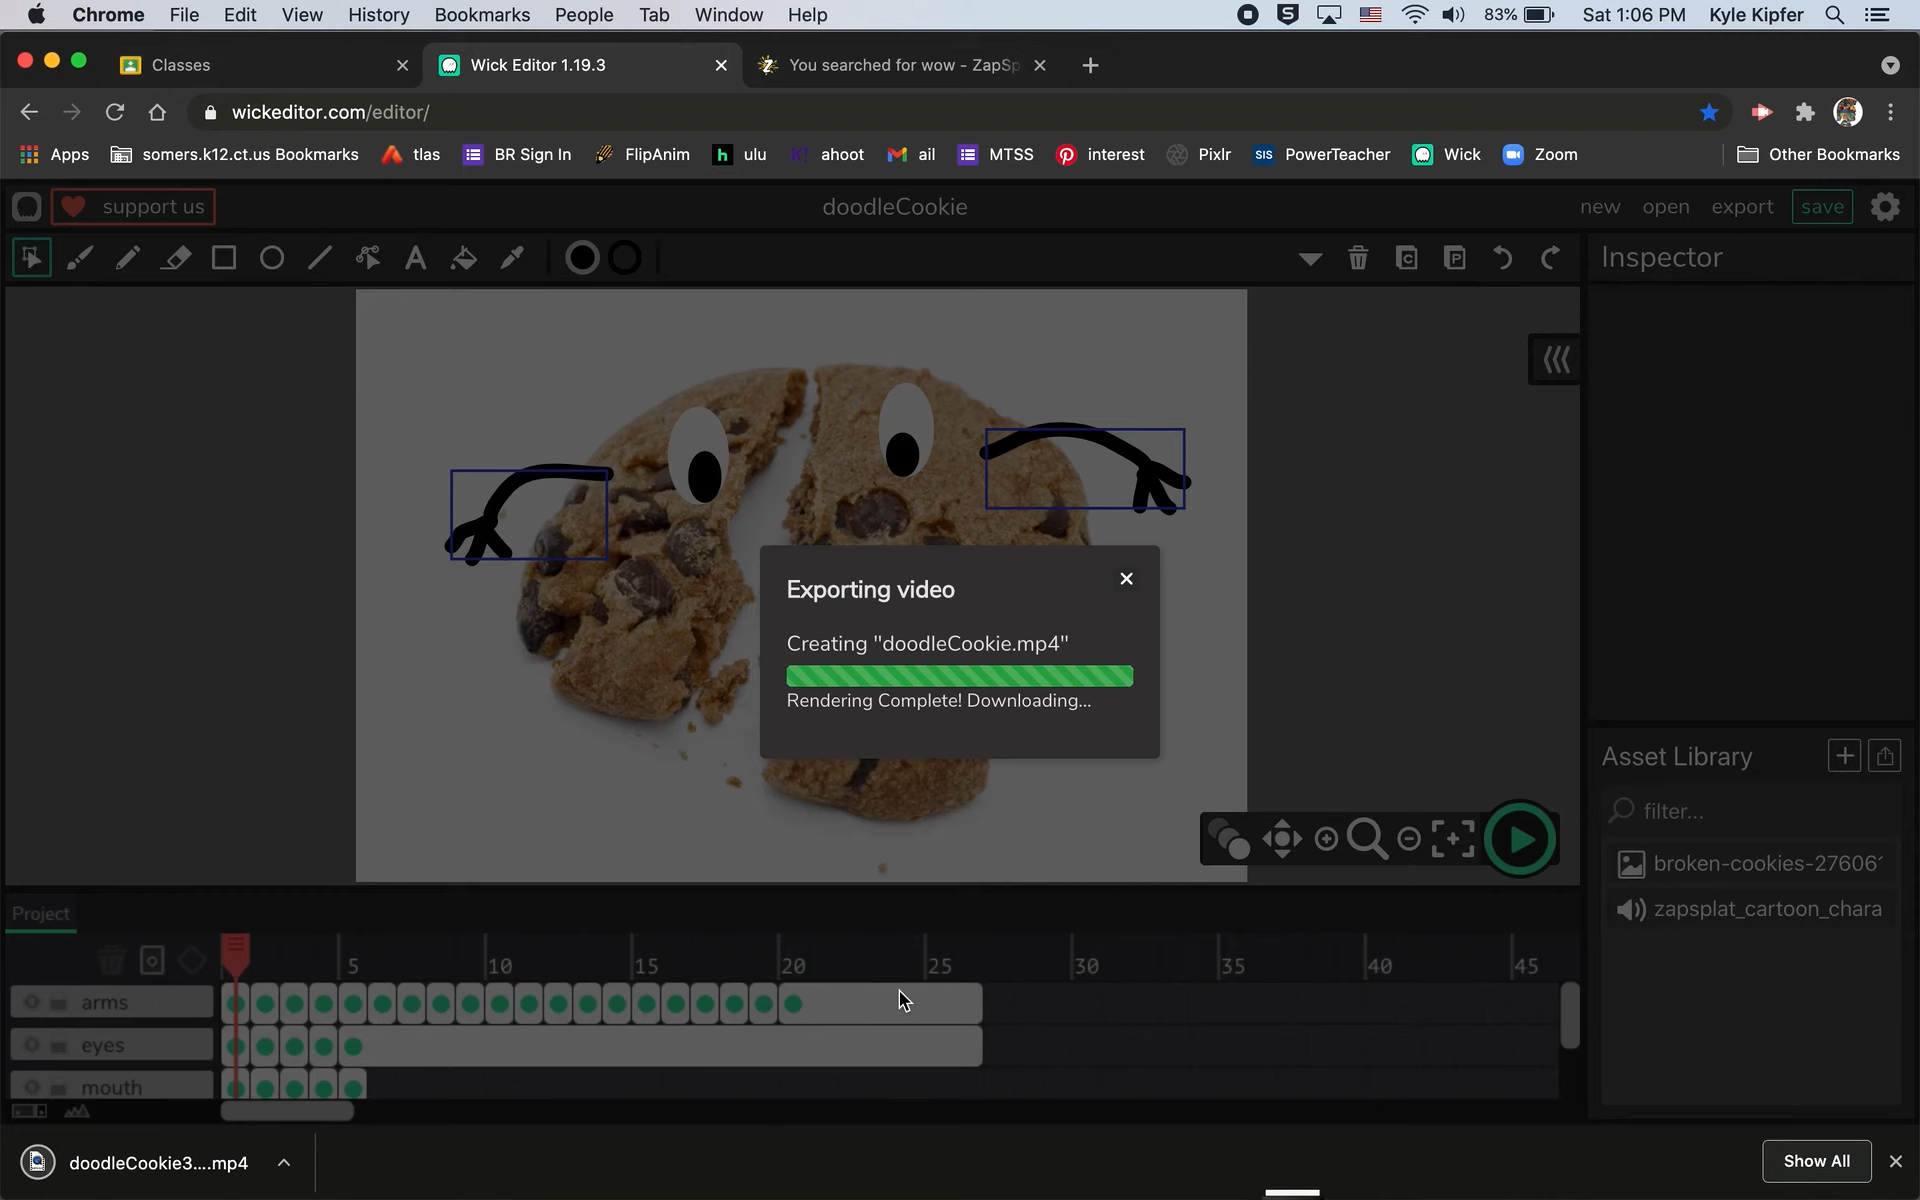 Chrome File Edit View History Bookmarks People Tab Window Help 83% Sat 1:06 PM Kyle Kipfer
Classes Wick Editor 1.19.3 You searched for wow - ZapSp
wickeditor.com/editor/
Apps somers.k12.ct.us Bookmarks tlas BR Sign In FlipAnim h ulu ahoot ail MTSS interest Pixlr SIS PowerTeacher Wick Zoom Other Bookmarks
support us doodleCookie new open export save
Inspector
Exporting video
Creating "doodleCookie.mp4"
Rendering Complete! Downloading...
Asset Library
filter...
broken-cookies-27606
zapsplat_cartoon_chara
Project
5 10 15 20 25 30 35 40 45
arms
eyes
mouth
doodleCookie3....mp4 Show All